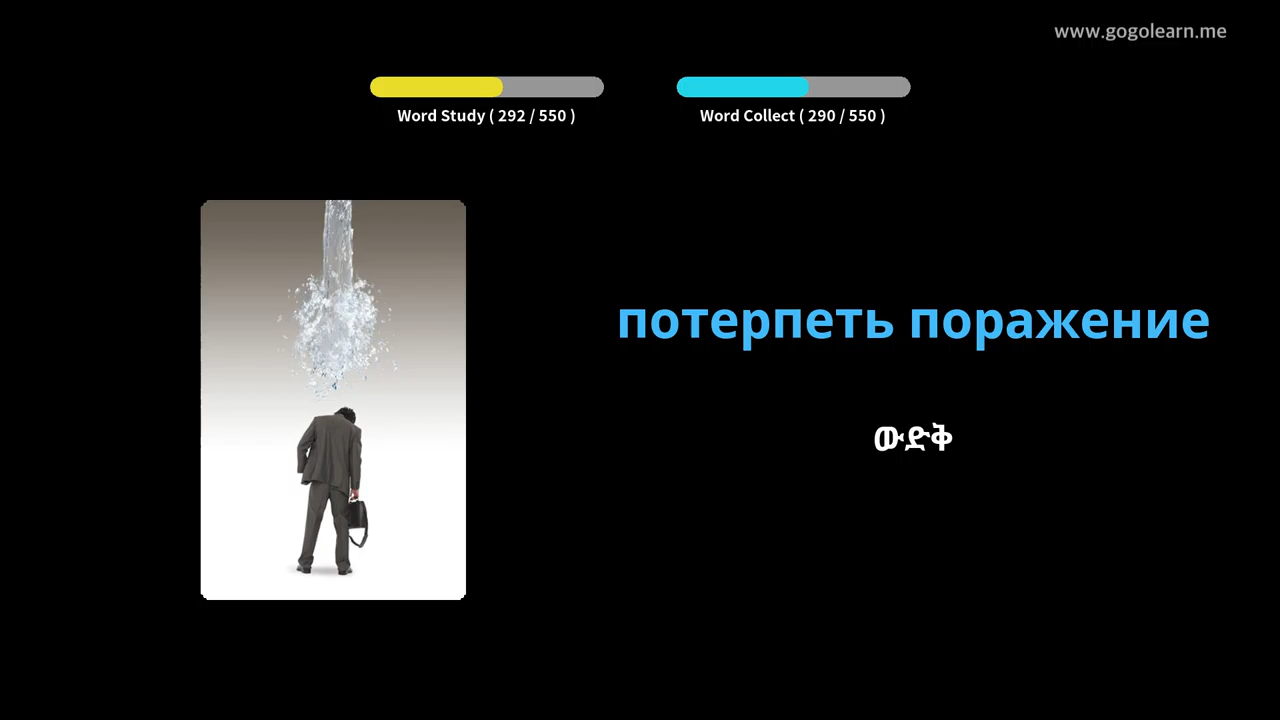 www.gogolearn.me
Word Study ( 292 / 550 )
Word Collect ( 290 / 550 )
потерпеть поражение
ውድቅ